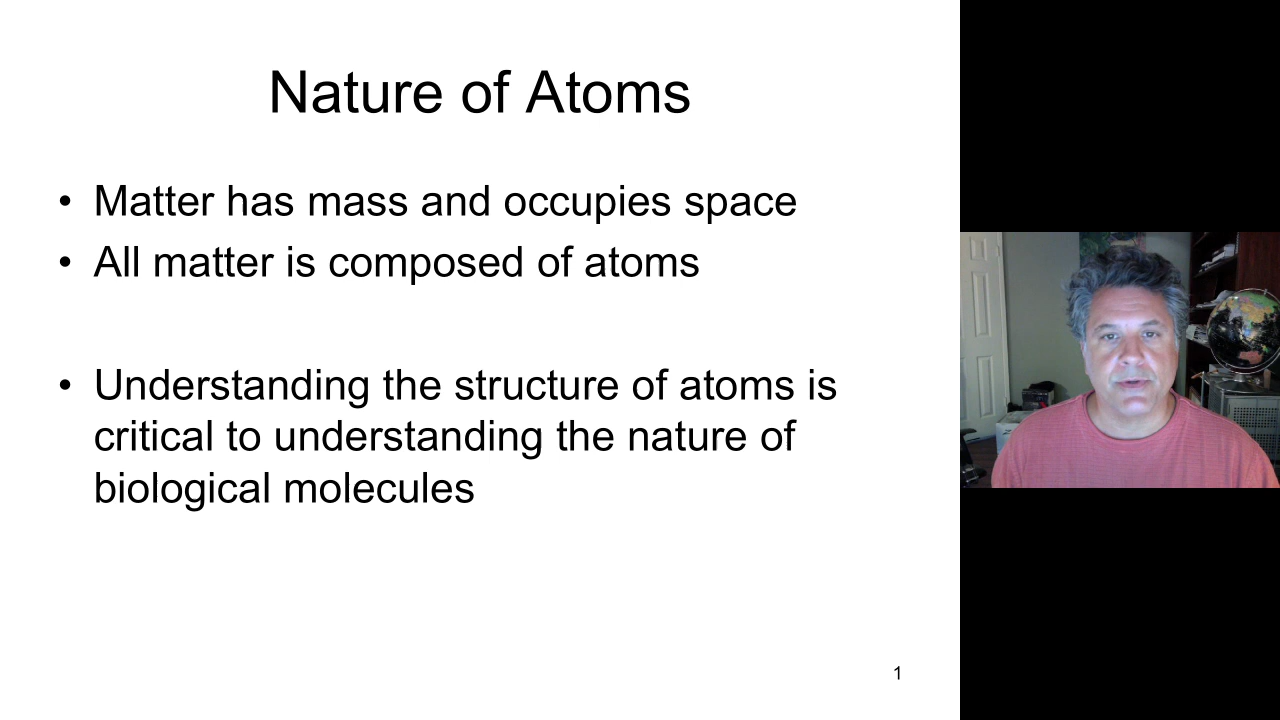 Nature of Atoms
• Matter has mass and occupies space
• All matter is composed of atoms
• Understanding the structure of atoms is
critical to understanding the nature of
biological molecules
1